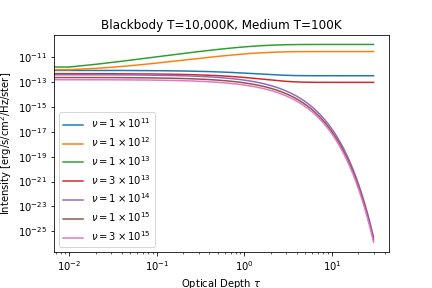 Blackbody T=10,000K, Medium T=100K
Intensity [erg/s/cm²/Hz/ster]
10⁻¹¹
10⁻¹³
10⁻¹⁵
10⁻¹⁷
10⁻¹⁹
10⁻²¹
10⁻²³
10⁻²⁵
ν = 1 × 10¹¹
ν = 1 × 10¹²
ν = 1 × 10¹³
ν = 3 × 10¹³
ν = 1 × 10¹⁴
ν = 1 × 10¹⁵
ν = 3 × 10¹⁵
10⁻² 10⁻¹ 10⁰ 10¹
Optical Depth τ